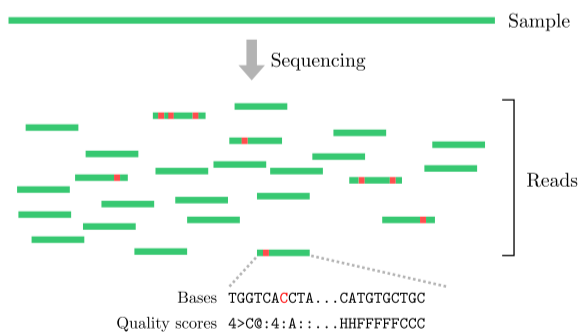 Sample
Sequencing
Reads
Bases TGGTCACCTA...CATGTGCTGC
Quality scores 4>C@:4:A::...HHFFFFFCCC